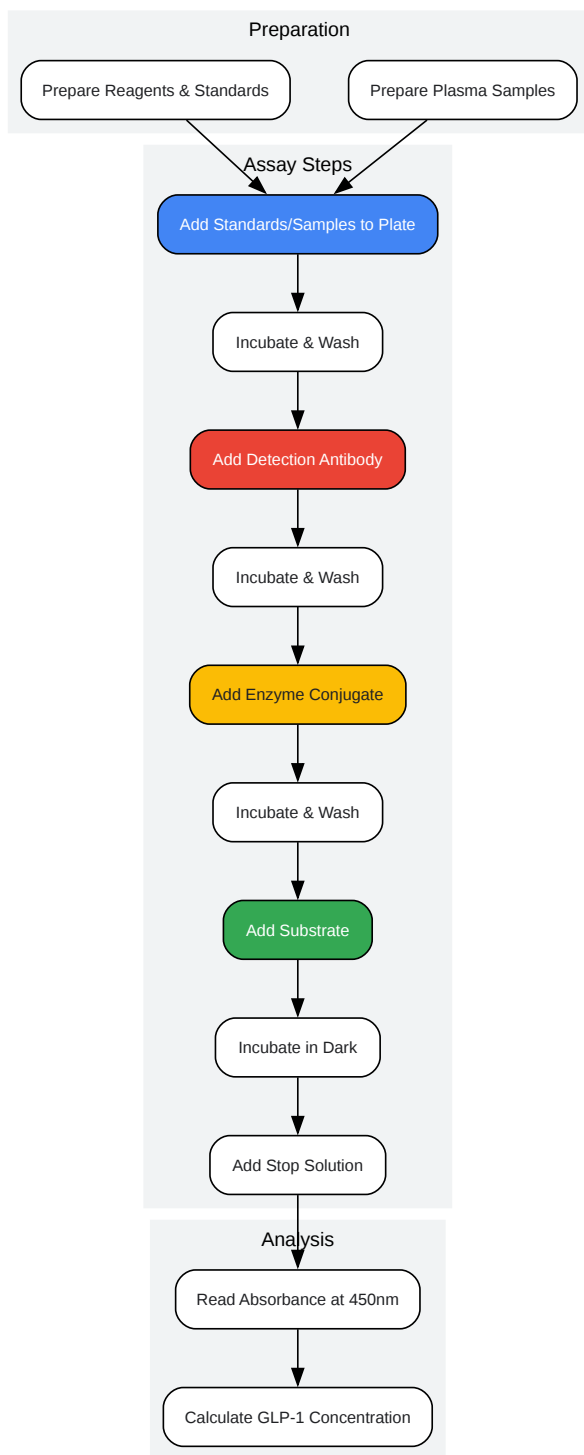 Preparation
Prepare Reagents & Standards
Prepare Plasma Samples
Assay Steps
Add Standards/Samples to Plate
Incubate & Wash
Add Detection Antibody
Incubate & Wash
Add Enzyme Conjugate
Incubate & Wash
Add Substrate
Incubate in Dark
Add Stop Solution
Analysis
Read Absorbance at 450nm
Calculate GLP-1 Concentration